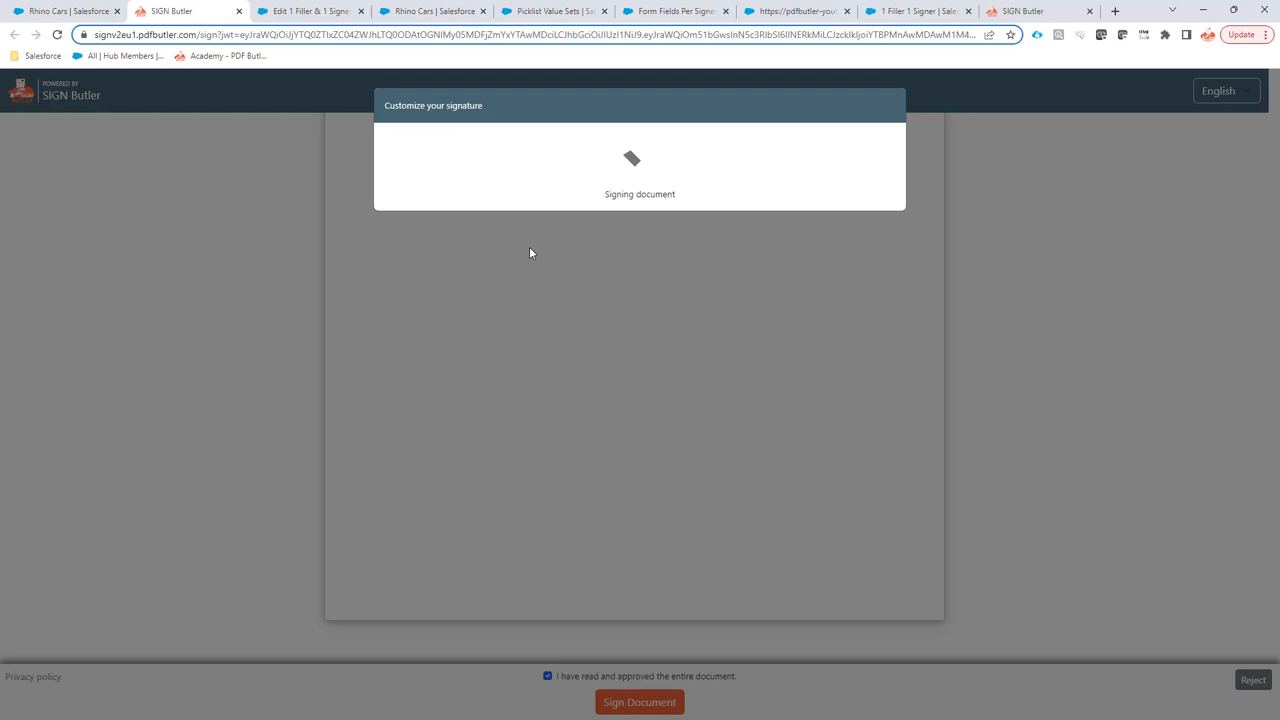 Rhino Cars | Salesforce
SIGN Butler
Edit 1 Filler & 1 Signe
Rhino Cars | Salesforce
Picklist Value Sets | Sa
Form Fields Per Signe
https://pdfbutler-you
1 Filler 1 Signer | Sales
SIGN Butler
Update
Salesforce
All | Hub Members |...
Academy - PDF Butl...
POWERED BY
SIGN Butler
English
Customize your signature
Signing document
Privacy policy
I have read and approved the entire document.
Sign Document
Reject